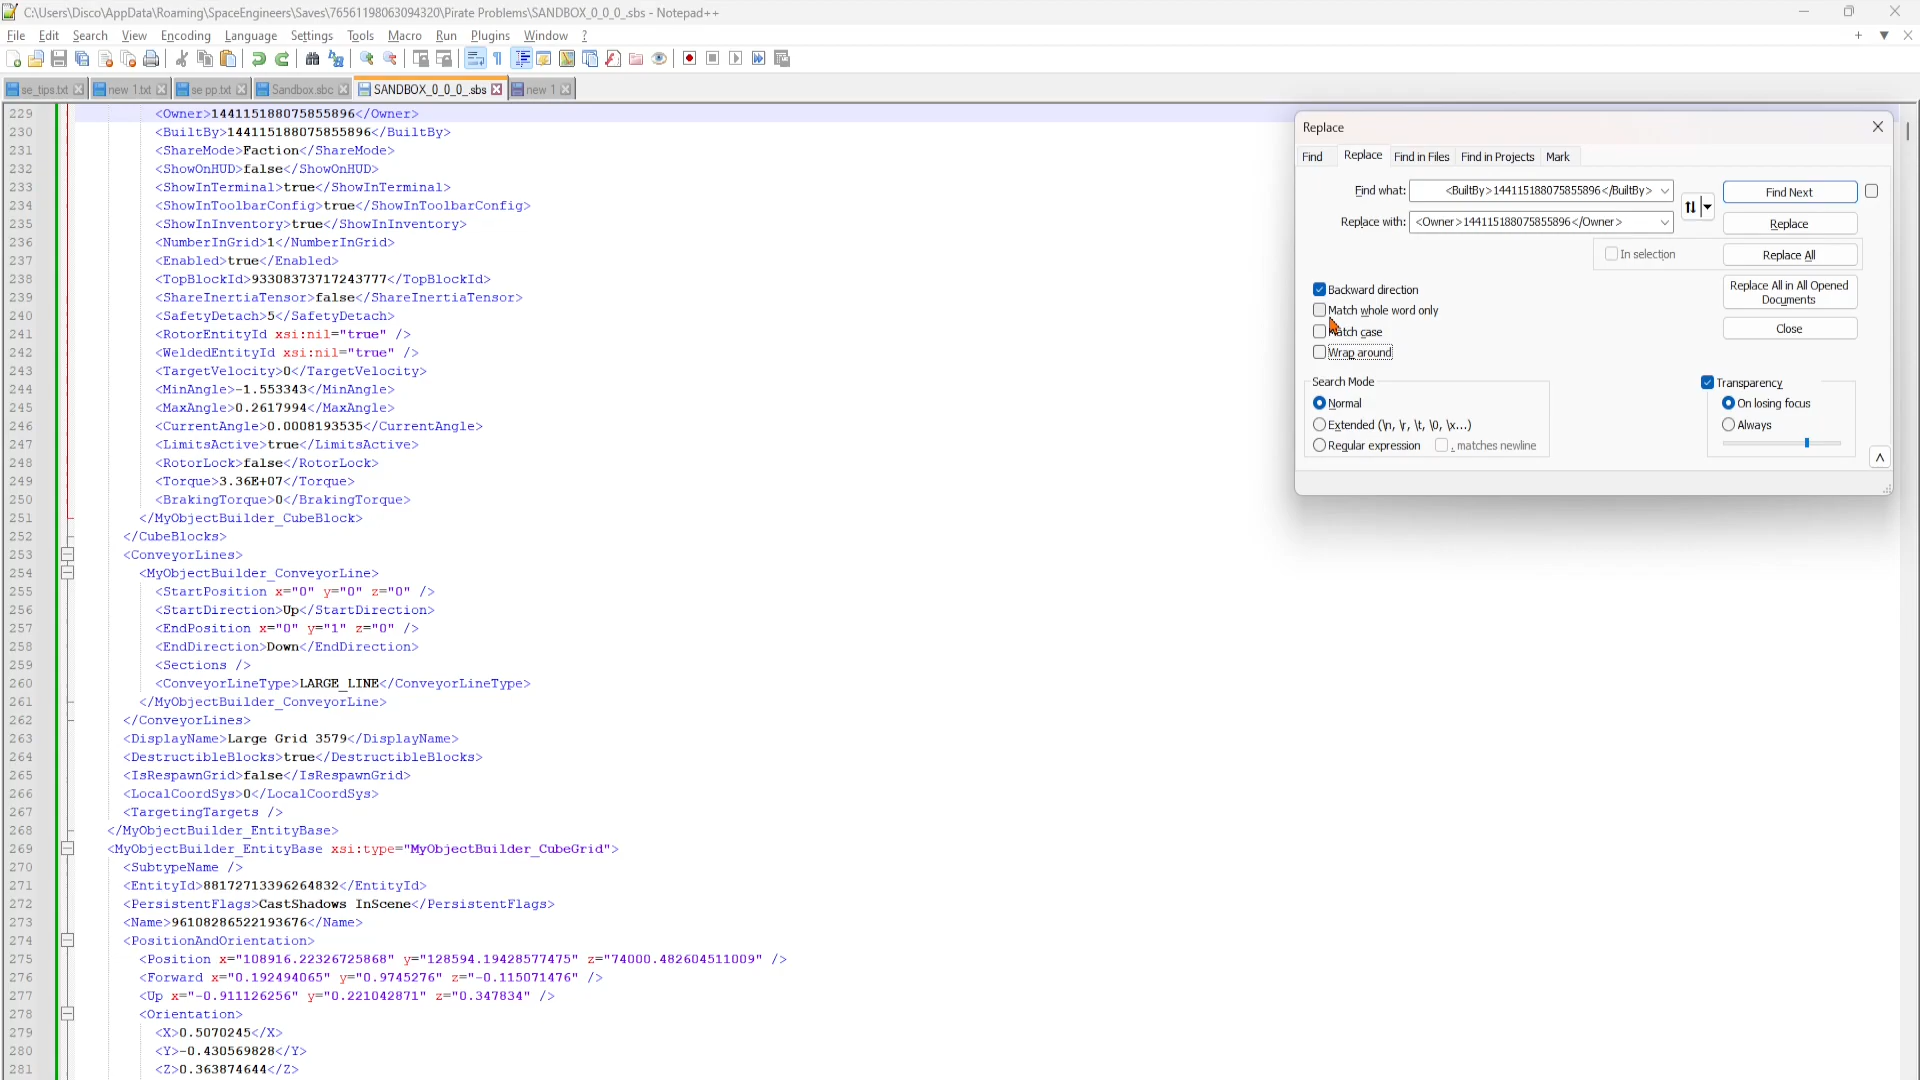 C:\Users\Disco\AppData\Roaming\SpaceEngineers\Saves\76561198063094320\Pirate Problems\SANDBOX_0_0_0_.sbs - Notepad++
File Edit Search View Encoding Language Settings Tools Macro Run Plugins Window ?
se_tips.txt new 1.txt se pp.txt Sandbox.sbc SANDBOX_0_0_0_.sbs new 1
229 <Owner>144115188075855896</Owner>
230 <BuiltBy>144115188075855896</BuiltBy>
231 <ShareMode>Faction</ShareMode>
232 <ShowOnHUD>false</ShowOnHUD>
233 <ShowInTerminal>true</ShowInTerminal>
234 <ShowInToolbarConfig>true</ShowInToolbarConfig>
235 <ShowInInventory>true</ShowInInventory>
236 <NumberInGrid>1</NumberInGrid>
237 <Enabled>true</Enabled>
238 <TopBlockId>93308373717243777</TopBlockId>
239 <ShareInertiaTensor>false</ShareInertiaTensor>
240 <SafetyDetach>5</SafetyDetach>
241 <RotorEntityId xsi:nil="true" />
242 <WeldedEntityId xsi:nil="true" />
243 <TargetVelocity>0</TargetVelocity>
244 <MinAngle>-1.553343</MinAngle>
245 <MaxAngle>0.2617994</MaxAngle>
246 <CurrentAngle>0.0008193535</CurrentAngle>
247 <LimitsActive>true</LimitsActive>
248 <RotorLock>false</RotorLock>
249 <Torque>3.36E+07</Torque>
250 <BrakingTorque>0</BrakingTorque>
251 </MyObjectBuilder_CubeBlock>
252 </CubeBlocks>
253 <ConveyorLines>
254 <MyObjectBuilder_ConveyorLine>
255 <StartPosition x="0" y="0" z="0" />
256 <StartDirection>Up</StartDirection>
257 <EndPosition x="0" y="1" z="0" />
258 <EndDirection>Down</EndDirection>
259 <Sections />
260 <ConveyorLineType>LARGE_LINE</ConveyorLineType>
261 </MyObjectBuilder_ConveyorLine>
262 </ConveyorLines>
263 <DisplayName>Large Grid 3579</DisplayName>
264 <DestructibleBlocks>true</DestructibleBlocks>
265 <IsRespawnGrid>false</IsRespawnGrid>
266 <LocalCoordSys>0</LocalCoordSys>
267 <TargetingTargets />
268 </MyObjectBuilder_EntityBase>
269 <MyObjectBuilder_EntityBase xsi:type="MyObjectBuilder_CubeGrid">
270 <SubtypeName />
271 <EntityId>88172713396264832</EntityId>
272 <PersistentFlags>CastShadows InScene</PersistentFlags>
273 <Name>96108286522193676</Name>
274 <PositionAndOrientation>
275 <Position x="108916.22326725868" y="128594.19428577475" z="74000.482604511009" />
276 <Forward x="0.192494065" y="0.9745276" z="-0.115071476" />
277 <Up x="-0.911126256" y="0.221042871" z="0.347834" />
278 <Orientation>
279 <X>0.5070245</X>
280 <Y>-0.430569828</Y>
281 <Z>0.363874644</Z>
Replace
Find Replace Find in Files Find in Projects Mark
Find what: <BuiltBy>144115188075855896</BuiltBy> Find Next
Replace with: <Owner>144115188075855896</Owner> Replace
In selection Replace All
Backward direction Replace All in All Opened Documents
Match whole word only
Match case Close
Wrap around
Search Mode Transparency
Normal On losing focus
Extended (\n, \r, \t, \0, \x...) Always
Regular expression . matches newline